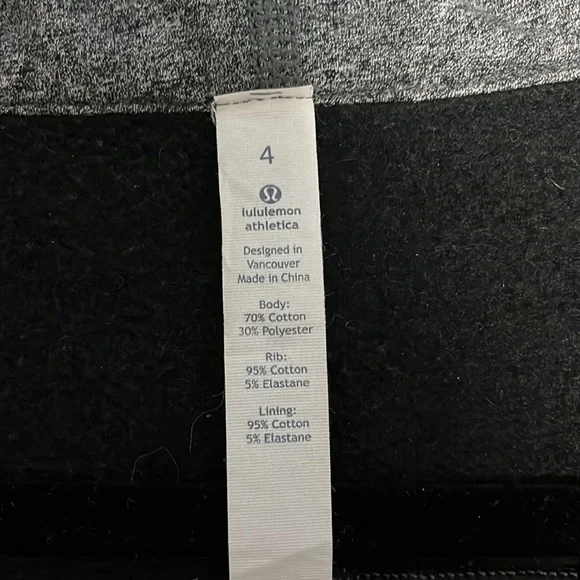 4
lululemon
athletica
Designed in
Vancouver
Made in China
Body:
70% Cotton
30% Polyester
Rib:
95% Cotton
5% Elastane
Lining:
95% Cotton
5% Elastane